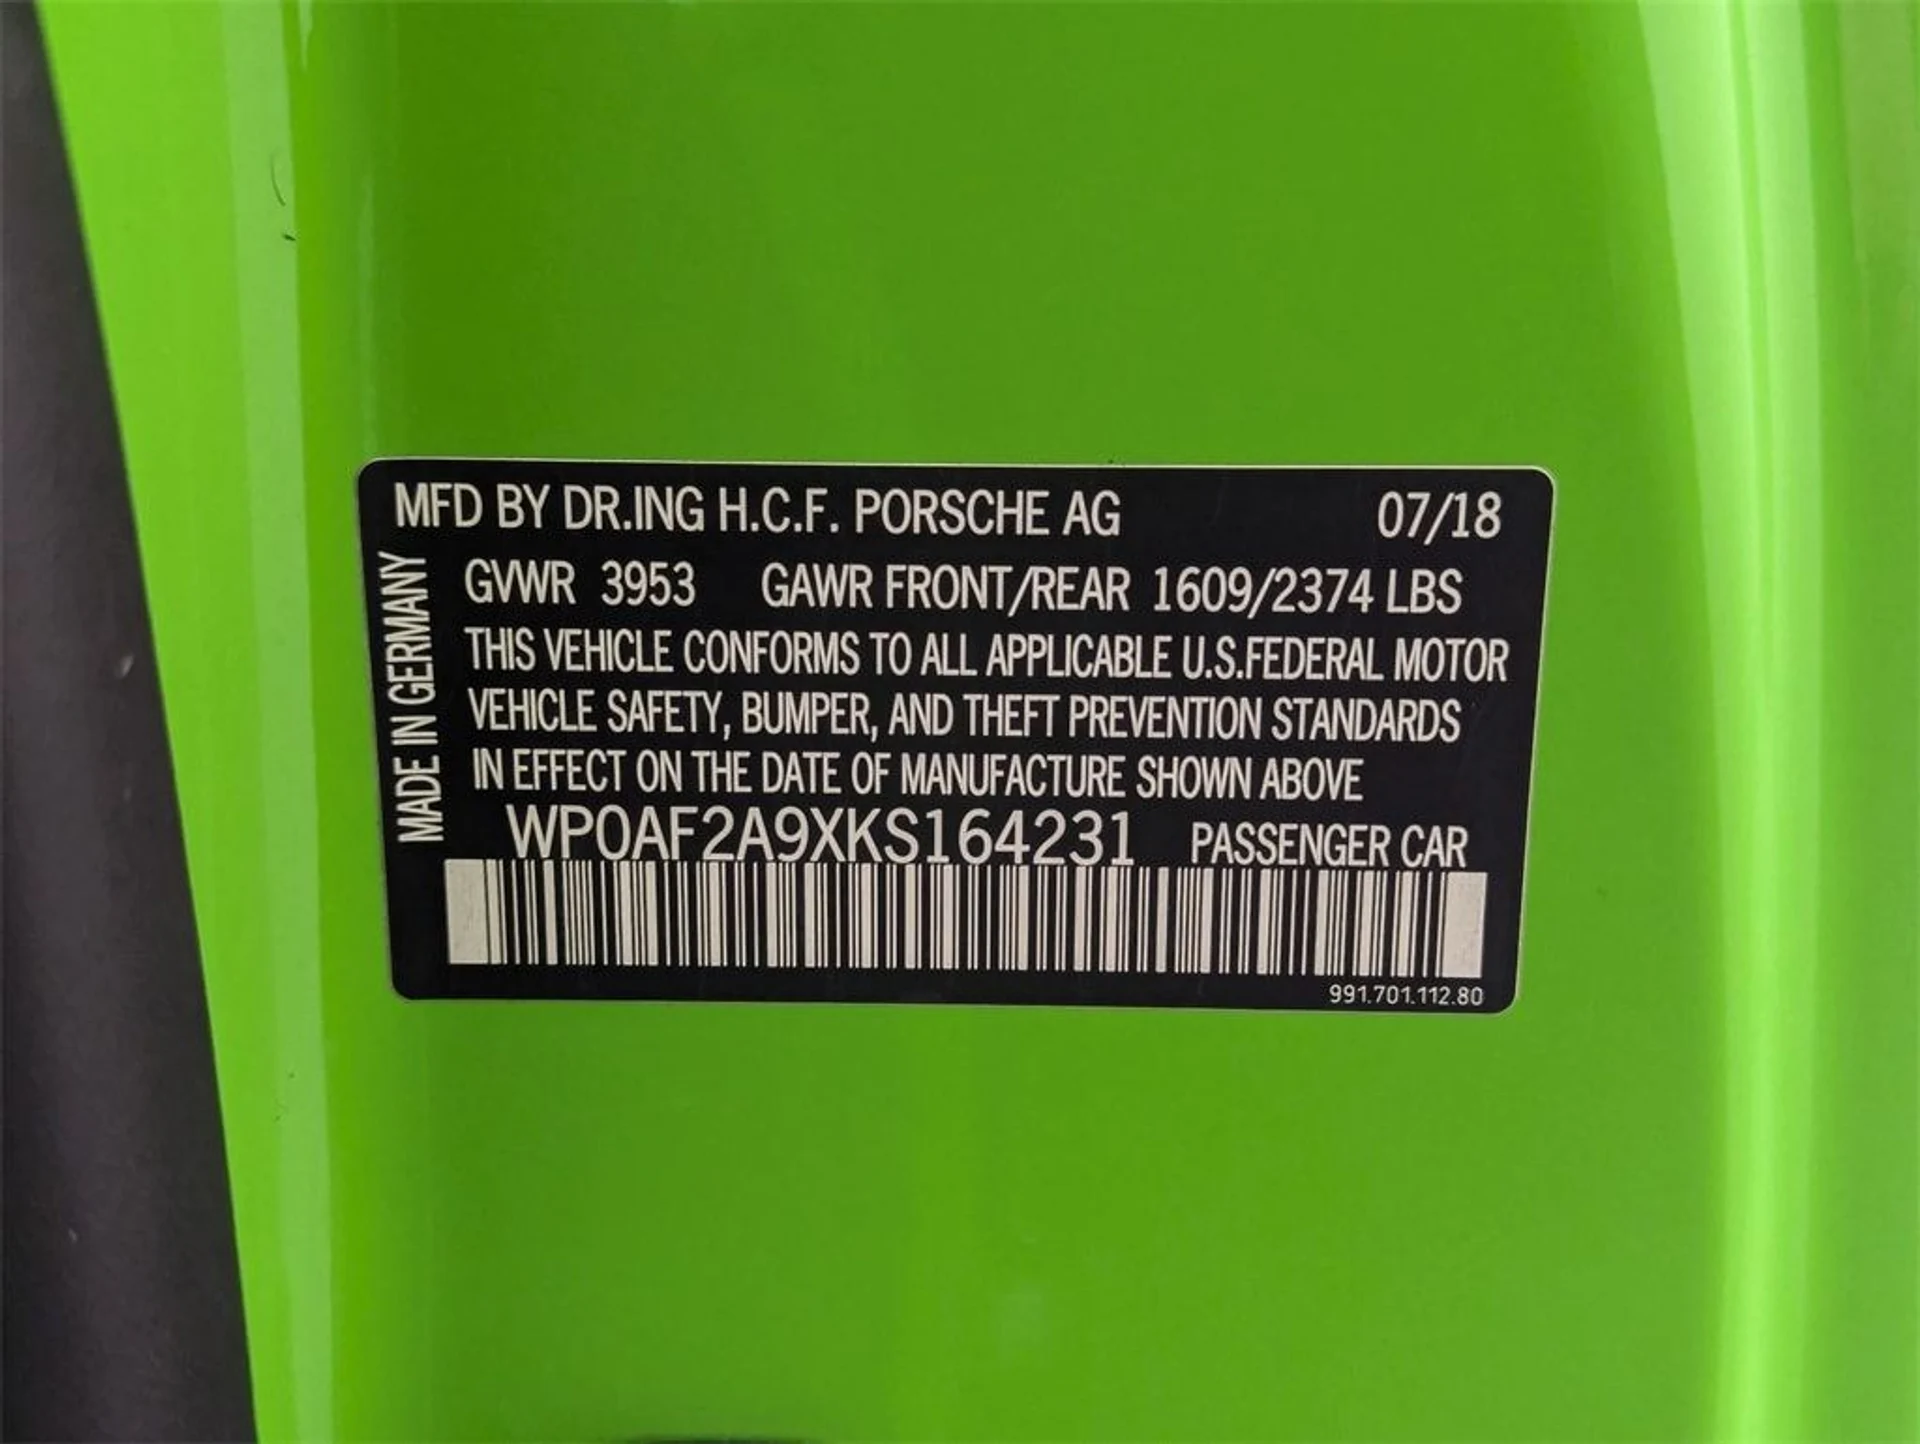 MFD BY DR.ING H.C.F. PORSCHE AG 07/18
MADE IN GERMANY
GVWR 3953 GAWR FRONT/REAR 1609/2374 LBS
THIS VEHICLE CONFORMS TO ALL APPLICABLE U.S.FEDERAL MOTOR
VEHICLE SAFETY, BUMPER, AND THEFT PREVENTION STANDARDS
IN EFFECT ON THE DATE OF MANUFACTURE SHOWN ABOVE
WP0AF2A9XKS164231 PASSENGER CAR
991.701.112.80